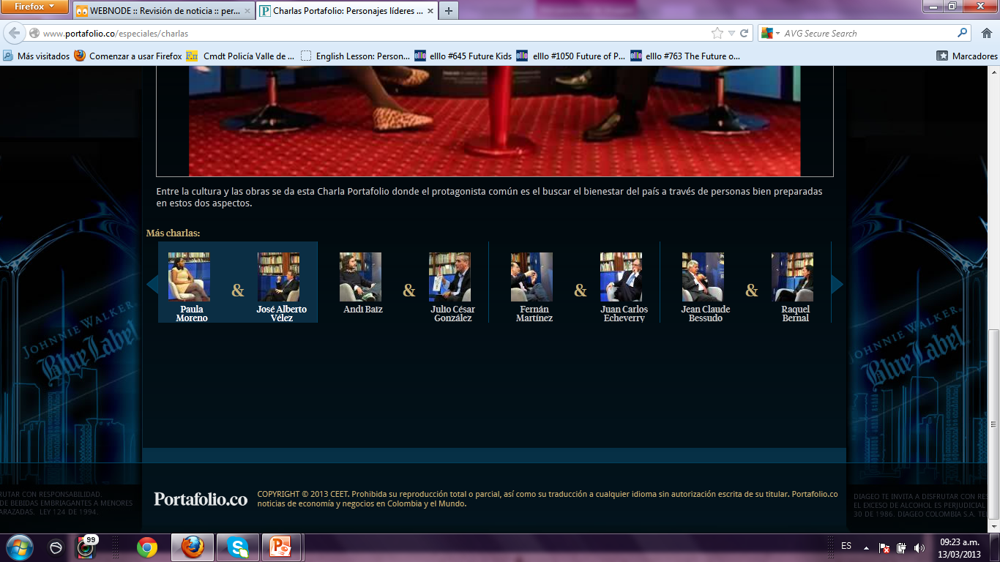 Firefox
WEBNODE :: Revisión de noticia :: per...
Charlas Portafolio: Personajes líderes ...
www.portafolio.co/especiales/charlas
AVG Secure Search
Más visitados
Comenzar a usar Firefox
Cmdt Policía Valle de ...
English Lesson: Person...
elllo #645 Future Kids
elllo #1050 Future of P...
elllo #763 The Future o...
Marcadores
Entre la cultura y las obras se da esta Charla Portafolio donde el protagonista común es el buscar el bienestar del país a través de personas bien preparadas
en estos dos aspectos.
Más charlas:
Paula
Moreno
&
José Alberto
Vélez
Andi Baiz
&
Julio César
González
Fernán
Martínez
&
Juan Carlos
Echeverry
Jean Claude
Bessudo
&
Raquel
Bernal
JOHNNIE WALKER
Blue Label
JOHNNIE WALKER
Blue Label
RUTAR CON RESPONSABILIDAD.
DE BEBIDAS EMBRIAGANTES A MENORES
ARAZADAS. LEY 124 DE 1994.
Portafolio.co
COPYRIGHT © 2013 CEET. Prohibida su reproducción total o parcial, así como su traducción a cualquier idioma sin autorización escrita de su titular. Portafolio.co
noticias de economía y negocios en Colombia y el Mundo.
DIAGEO TE INVITA A DISFRUTAR CON RES
EL EXCESO DE ALCOHOL ES PERJUDICIAL
30 DE 1986. DIAGEO COLOMBIA S.A. TEL
99
ES
09:23 a.m.
13/03/2013